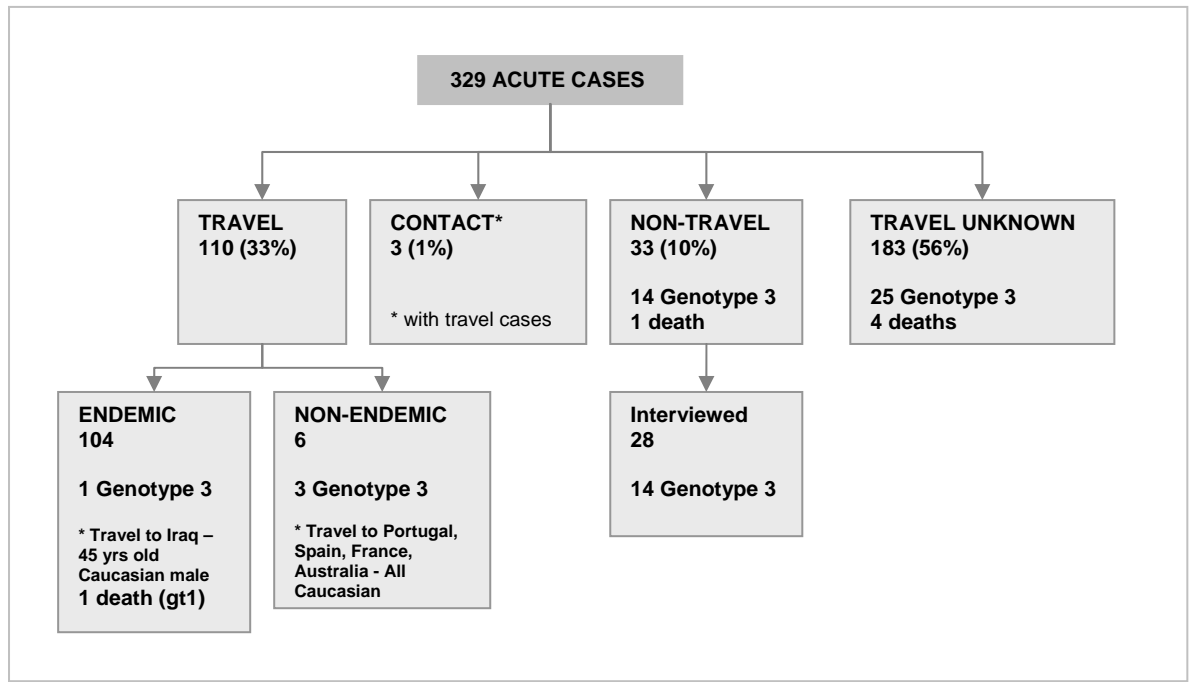 329 ACUTE CASES
TRAVEL
110 (33%)
CONTACT*
3 (1%)
* with travel cases
NON-TRAVEL
33 (10%)
14 Genotype 3
1 death
TRAVEL UNKNOWN
183 (56%)
25 Genotype 3
4 deaths
ENDEMIC
104
1 Genotype 3
* Travel to Iraq –
45 yrs old
Caucasian male
1 death (gt1)
NON-ENDEMIC
6
3 Genotype 3
* Travel to Portugal,
Spain, France,
Australia - All
Caucasian
Interviewed
28
14 Genotype 3